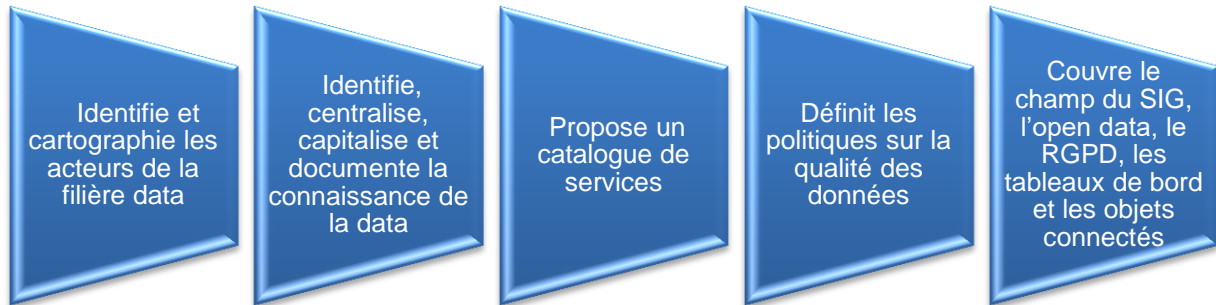 Identifie et
cartographie les
acteurs de la
filière data
Identifie,
centralise,
capitalise et
documente la
connaissance de
la data
Propose un
catalogue de
services
Définit les
politiques sur la
qualité des
données
Couvre le
champ du SIG,
l’open data, le
RGPD, les
tableaux de bord
et les objets
connectés